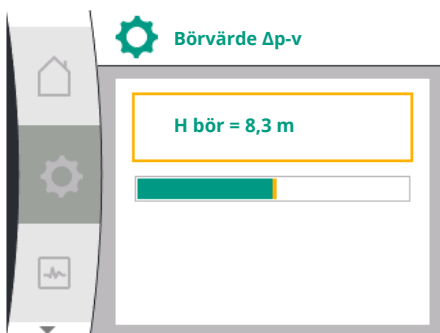 Börvärde Δp-v
H bör = 8,3 m